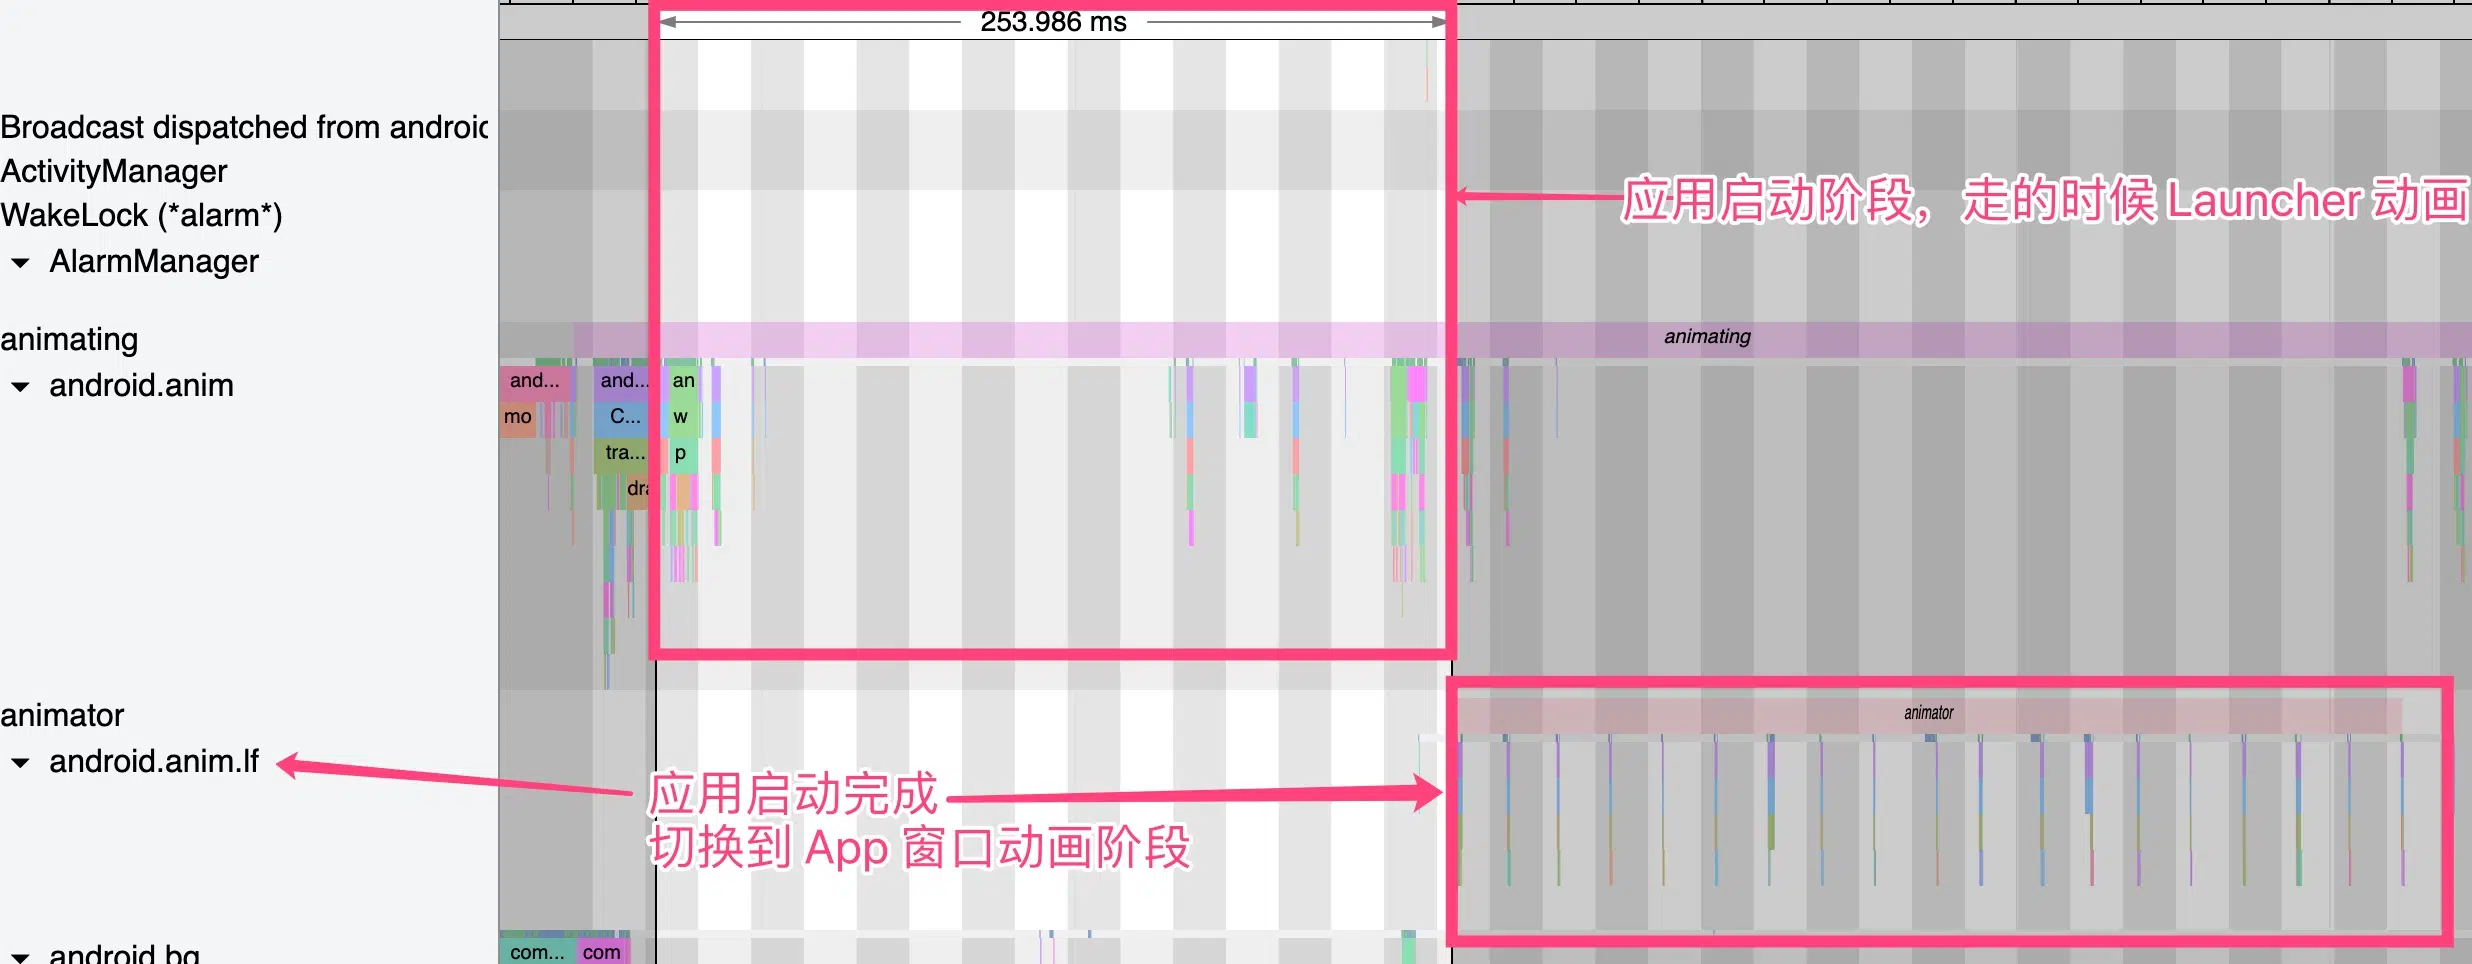 253.986 ms
Broadcast dispatched from android
ActivityManager
WakeLock (*alarm*)
AlarmManager
应用启动阶段，走的时候 Launcher 动画
animating
animating
android.anim
and...
and...
an
mo
C...
w
tra...
p
dra
animator
animator
android.anim.lf
应用启动完成
切换到 App 窗口动画阶段
android.bg
com...
com